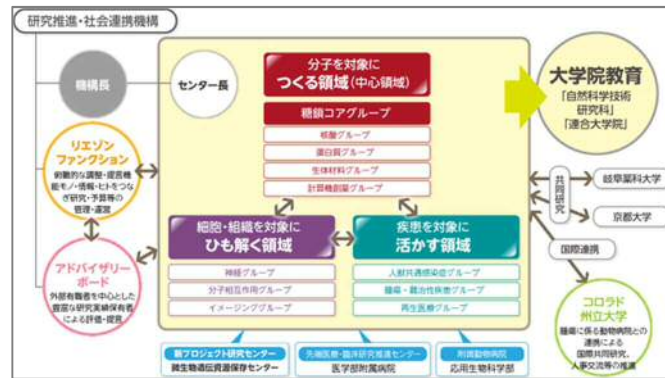 研究推進・社会連携機構
機構長
センター長
分子を対象に
つくる領域(中心領域)
糖鎖コアグループ
核酸グループ
蛋白質グループ
生体材料グループ
計算機創薬グループ
大学院教育
「自然科学技術
研究科」
「連合大学院」
リエゾン
ファンクション
俯瞰的な調整・提言機
能モノ・情報・ヒトをつな
ぎ研究・予算等の
管理・運営
アドバイザリー
ボード
外部有識者を中心とした
豊富な研究実績保有者
による評価・提言
細胞・組織を対象に
ひも解く領域
神経グループ
分子相互作用グループ
イメージンググループ
疾患を対象に
活かす領域
人獣共通感染症グループ
腫瘍・難治性疾患グループ
再生医療グループ
共同研究
岐阜薬科大学
京都大学
国際連携
コロラド
州立大学
腫瘍に係る動物病院との
連携による
国際共同研究、
人事交流等の推進
新プロジェクト研究センター
微生物遺伝資源保存センター
先端医療・臨床研究推進センター
医学部附属病院
附属動物病院
応用生物科学部